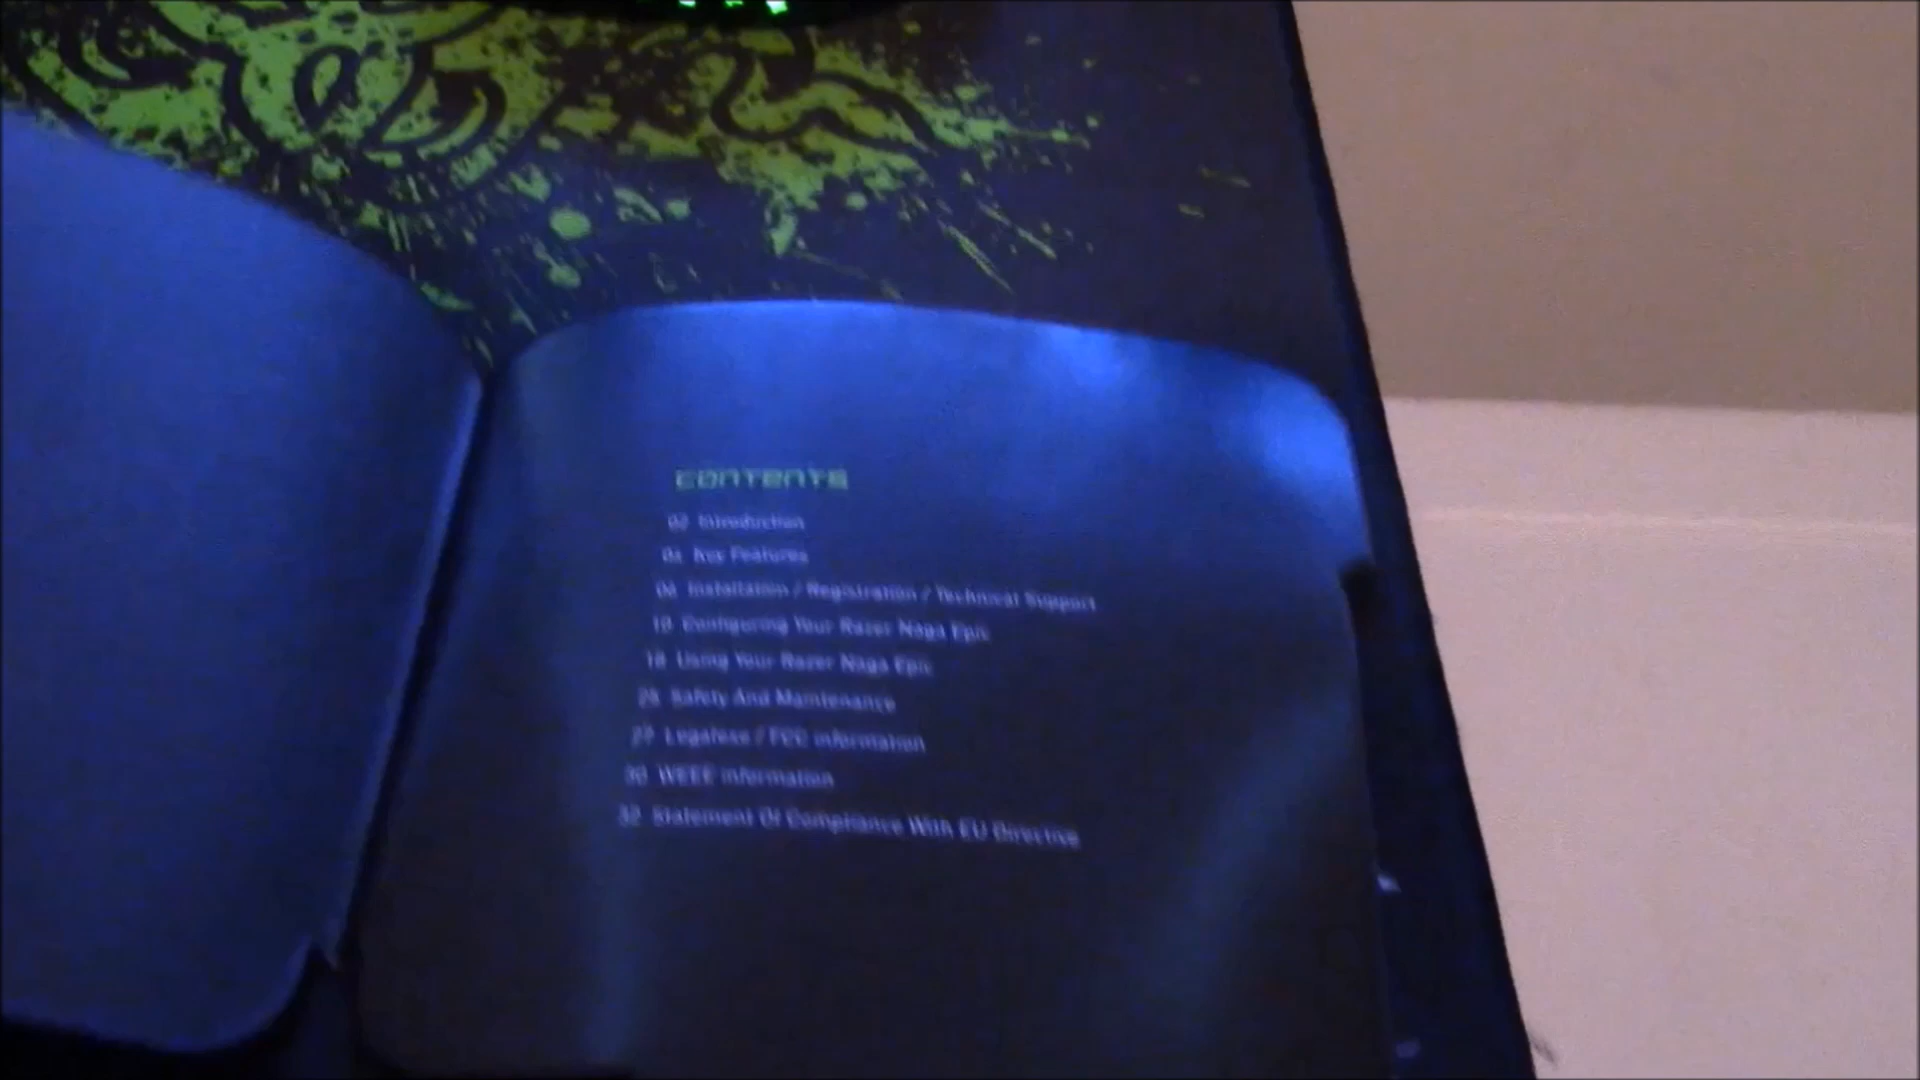 CONTENTS
02 Introduction
04 Key Features
06 Installation / Registration / Technical Support
10 Configuring Your Razer Naga Epic
18 Using Your Razer Naga Epic
26 Safety And Maintenance
27 Legalese / FCC Information
30 WEEE Information
32 Statement Of Compliance With EU Directive